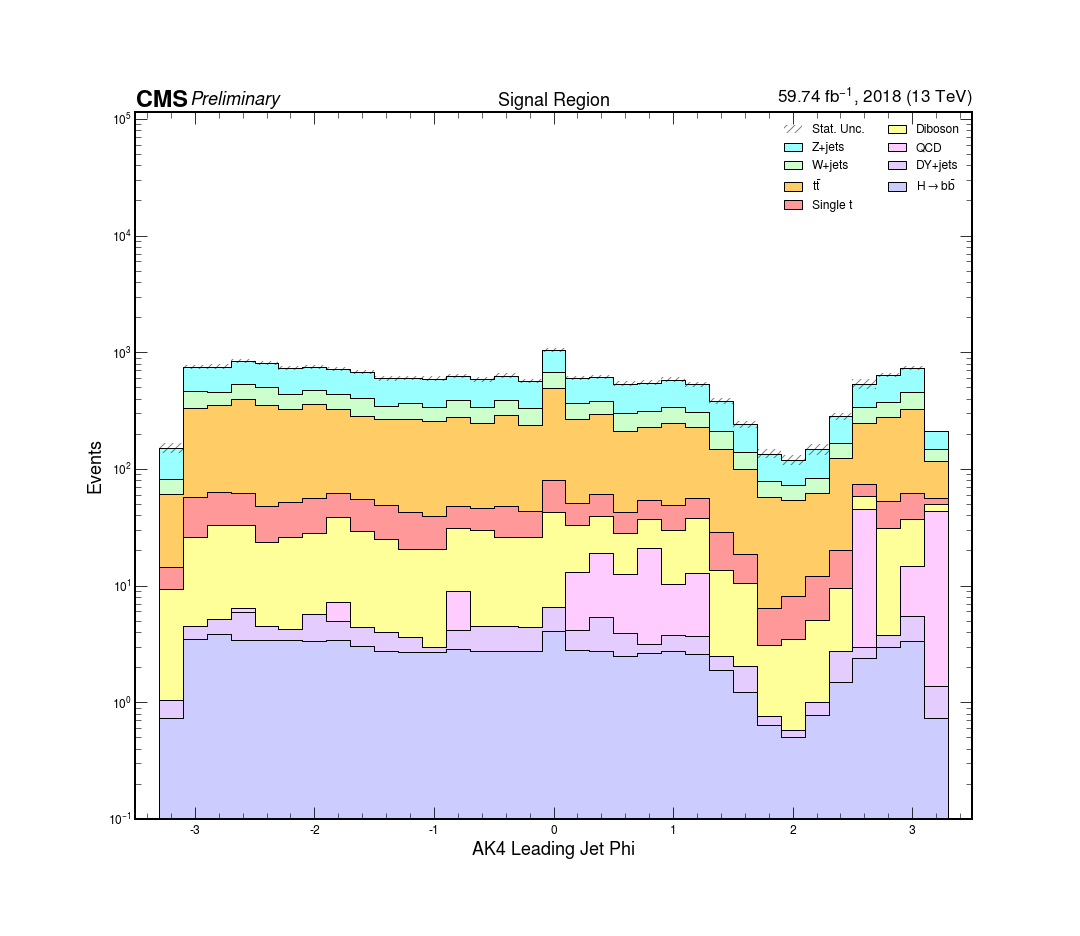 CMS Preliminary Signal Region 59.74 fb⁻¹, 2018 (13 TeV)
Stat. Unc.
Z+jets
W+jets
tt̄
Single t
Diboson
QCD
DY+jets
H→bb̄
Events
10⁵
10⁴
10³
10²
10¹
10⁰
10⁻¹
-3 -2 -1 0 1 2 3
AK4 Leading Jet Phi